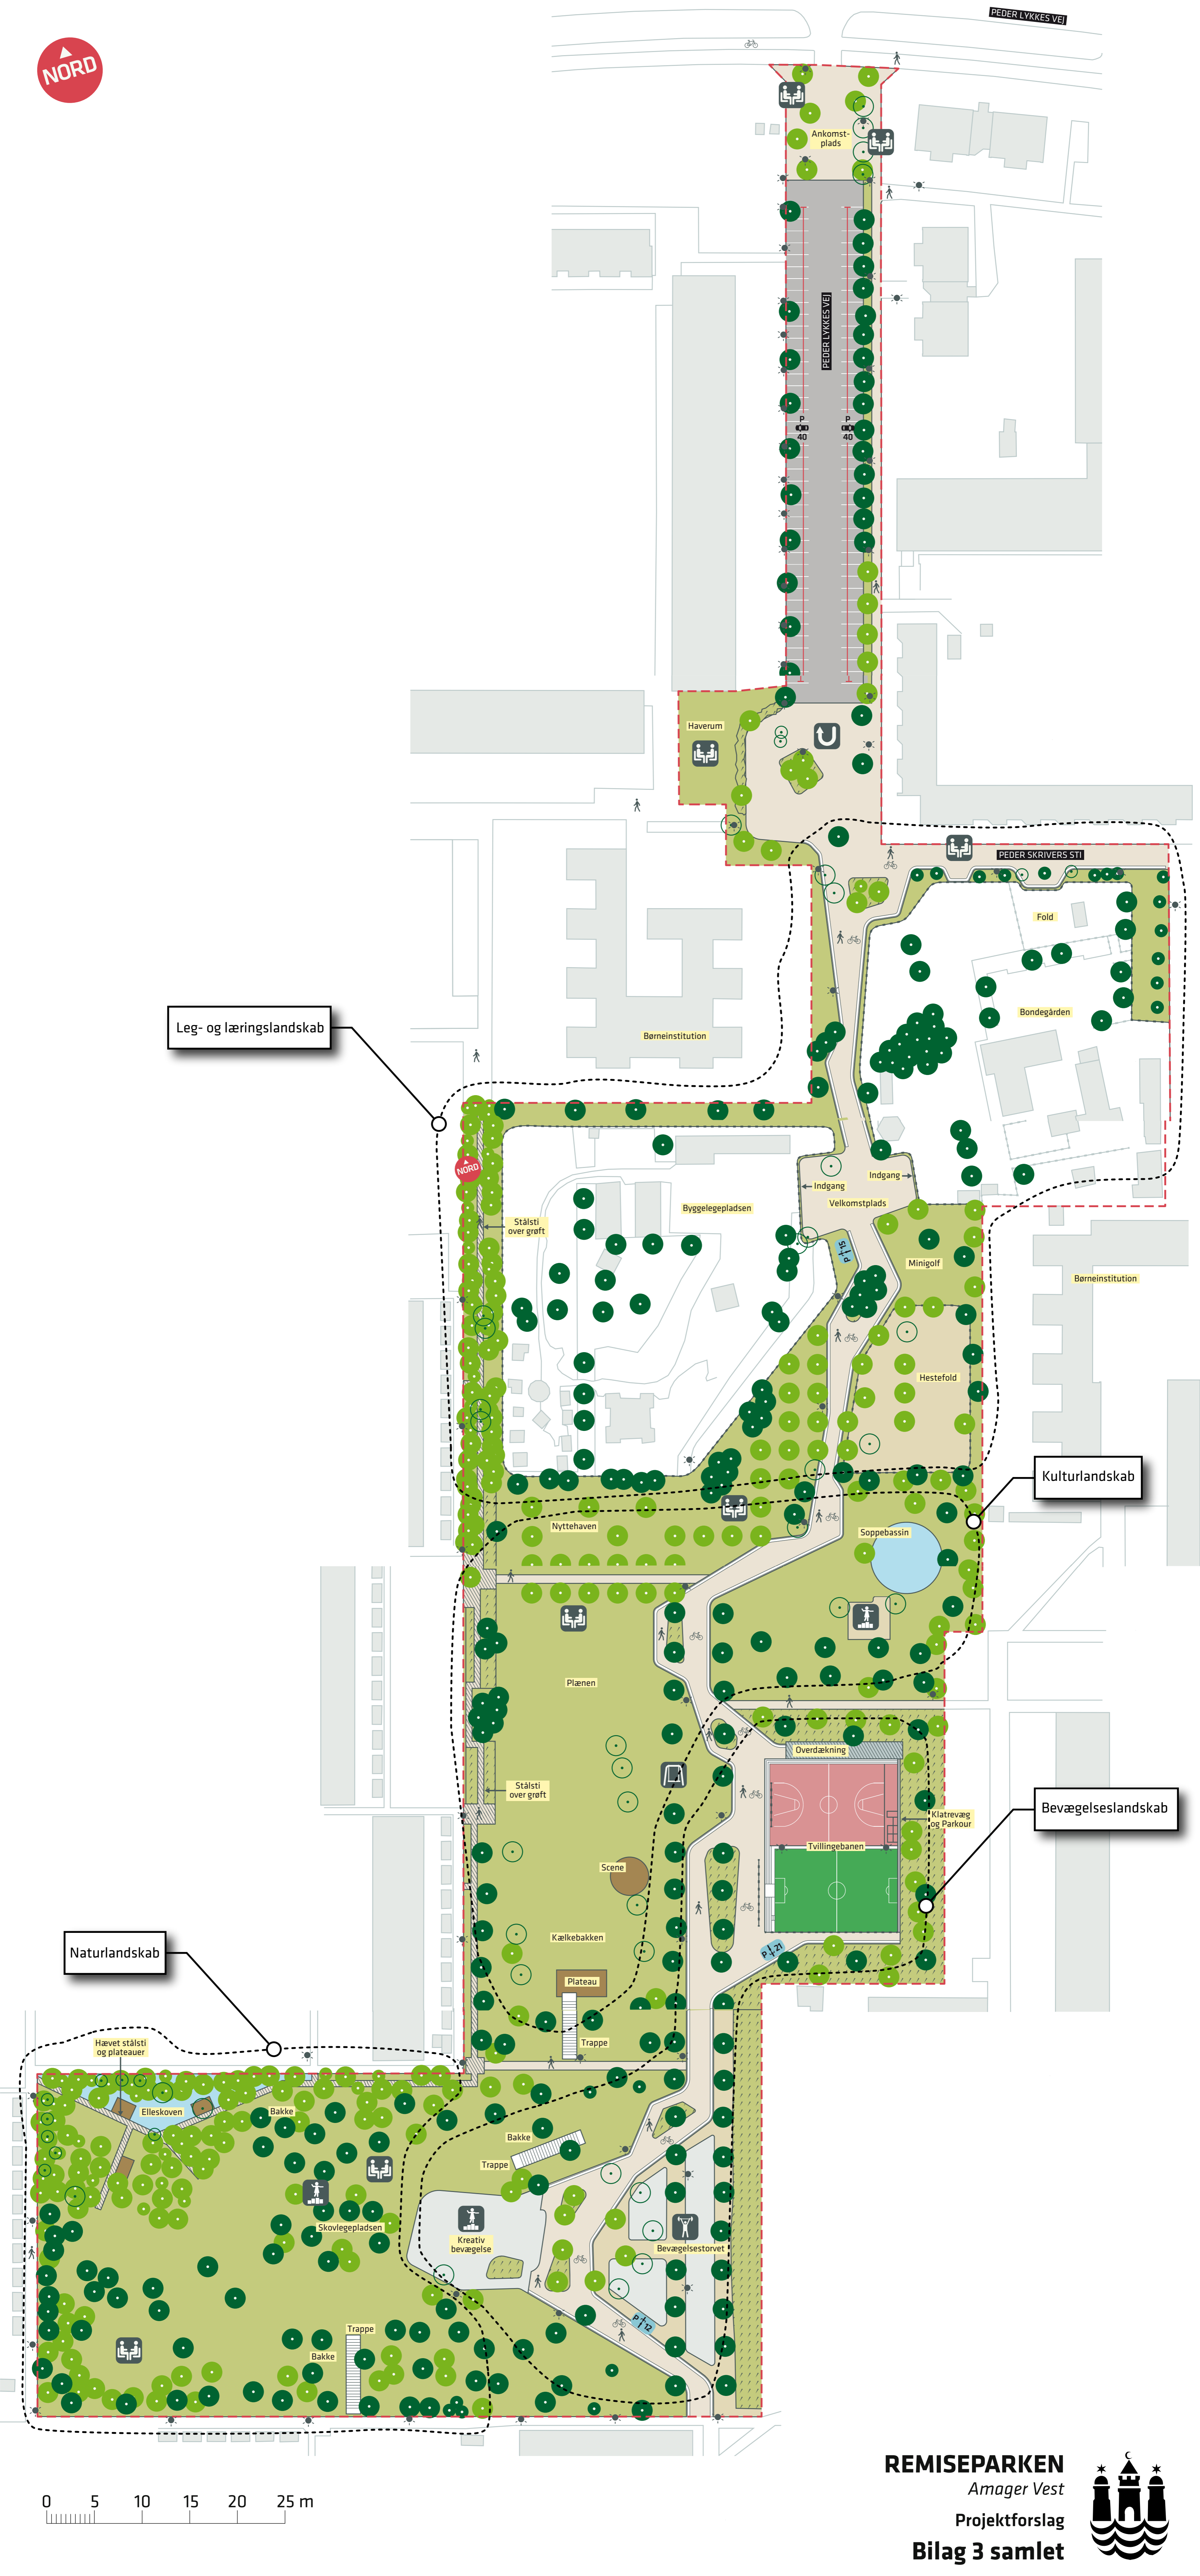 PEDER LYKKES VEJ
NORD
Ankomst-
plads
PEDER LYKKES VEJ
P
40
P
40
Haverum
PEDER SKRIVERS STI
Fold
Bondegården
Børneinstitution
Leg- og læringslandskab
NORD
Indgang
Indgang
Velkomstplads
Byggelegepladsen
Stålsti
over grøft
P 15
Minigolf
Børneinstitution
Hestefold
Kulturlandskab
Nyttehaven
Soppebassin
Plænen
Overdækning
Stålsti
over grøft
Klatrevæg
og Parkour
Bevægelseslandskab
Tvillingebanen
Scene
Kælkebakken
P 21
Naturlandskab
Plateau
Trappe
Hævet stålsti
og plateauer
Elleskoven
Bakke
Bakke
Trappe
Skovlegepladsen
Kreativ
bevægelse
Bevægelsestorvet
P 12
Trappe
Bakke
REMISEPARKEN
Amager Vest
Projektforslag
Bilag 3 samlet
0 5 10 15 20 25 m